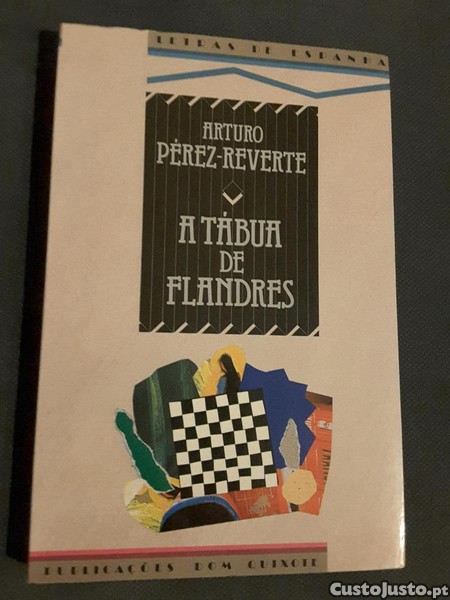 LETRAS DE ESPANHA
ARTURO
PÉREZ-REVERTE
A TÁBUA
DE
FLANDRES
PUBLICAÇÕES DOM QUIXOTE
CustoJusto.pt